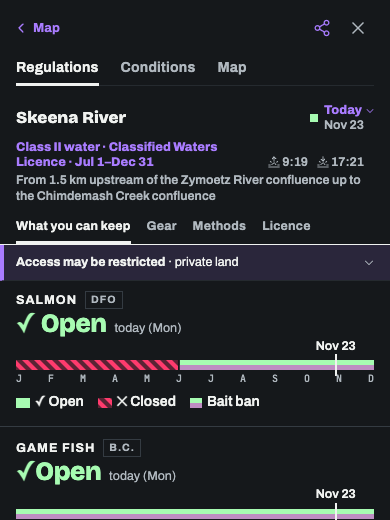 Map
Regulations Conditions Map
Skeena River
Today
Nov 23
Class II water · Classified Waters
Licence · Jul 1–Dec 31
9:19 17:21
From 1.5 km upstream of the Zymoetz River confluence up to
the Chimdemash Creek confluence
What you can keep Gear Methods Licence
Access may be restricted · private land
SALMON DFO
✓ Open today (Mon)
Nov 23
J F M A M J J A S O N D
✓ Open ✕ Closed Bait ban
GAME FISH B.C.
✓ Open today (Mon)
Nov 23